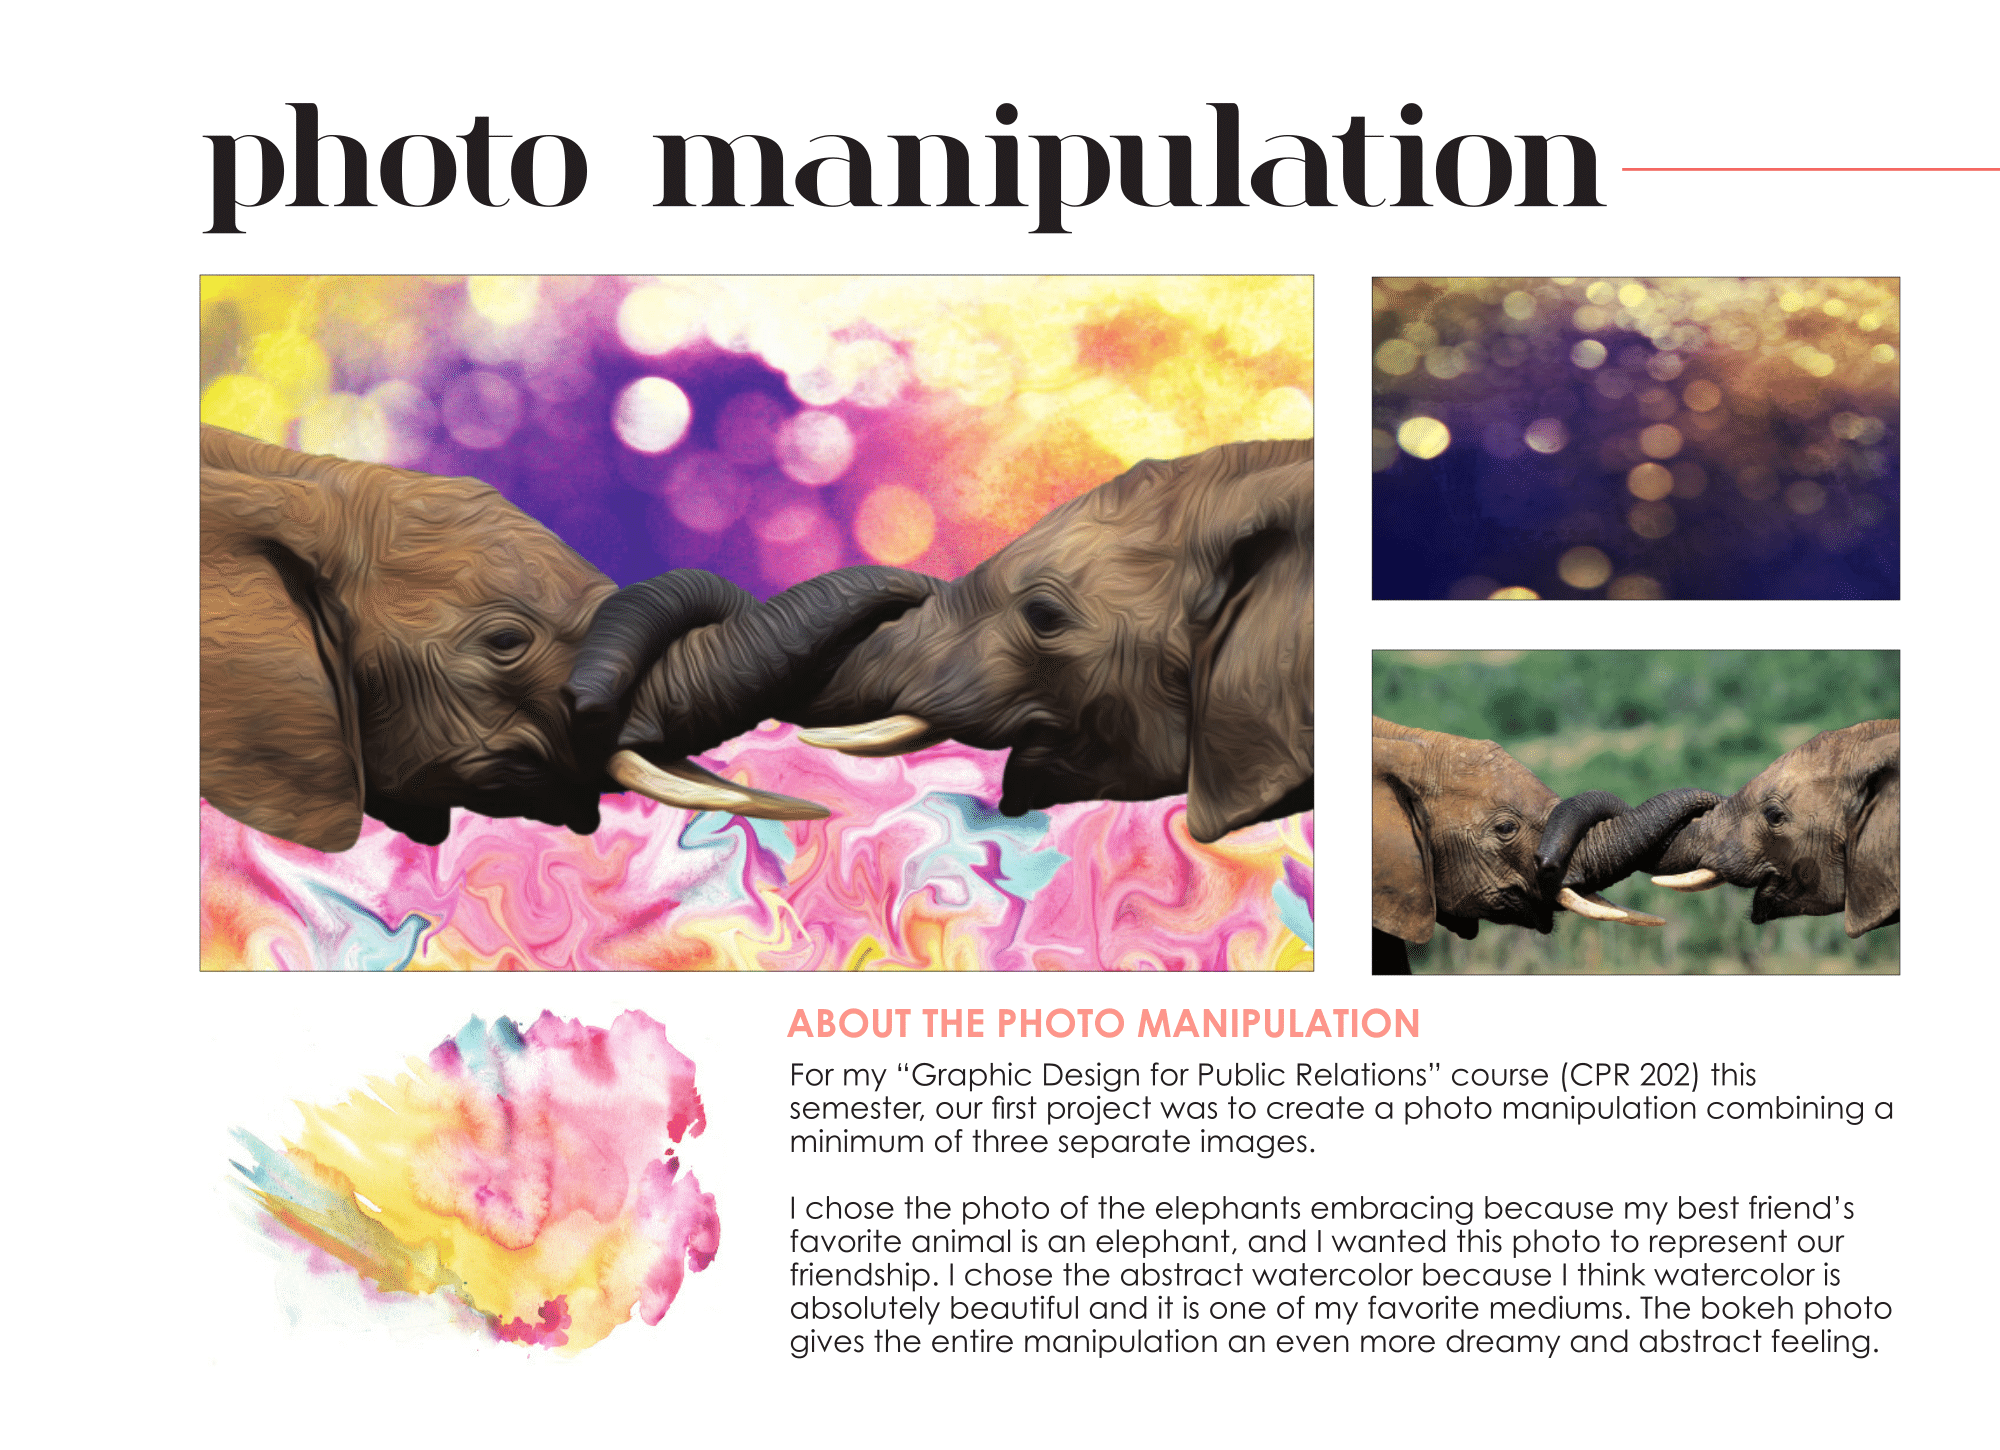 photo manipulation
ABOUT THE PHOTO MANIPULATION
For my “Graphic Design for Public Relations” course (CPR 202) this
semester, our first project was to create a photo manipulation combining a
minimum of three separate images.
I chose the photo of the elephants embracing because my best friend’s
favorite animal is an elephant, and I wanted this photo to represent our
friendship. I chose the abstract watercolor because I think watercolor is
absolutely beautiful and it is one of my favorite mediums. The bokeh photo
gives the entire manipulation an even more dreamy and abstract feeling.